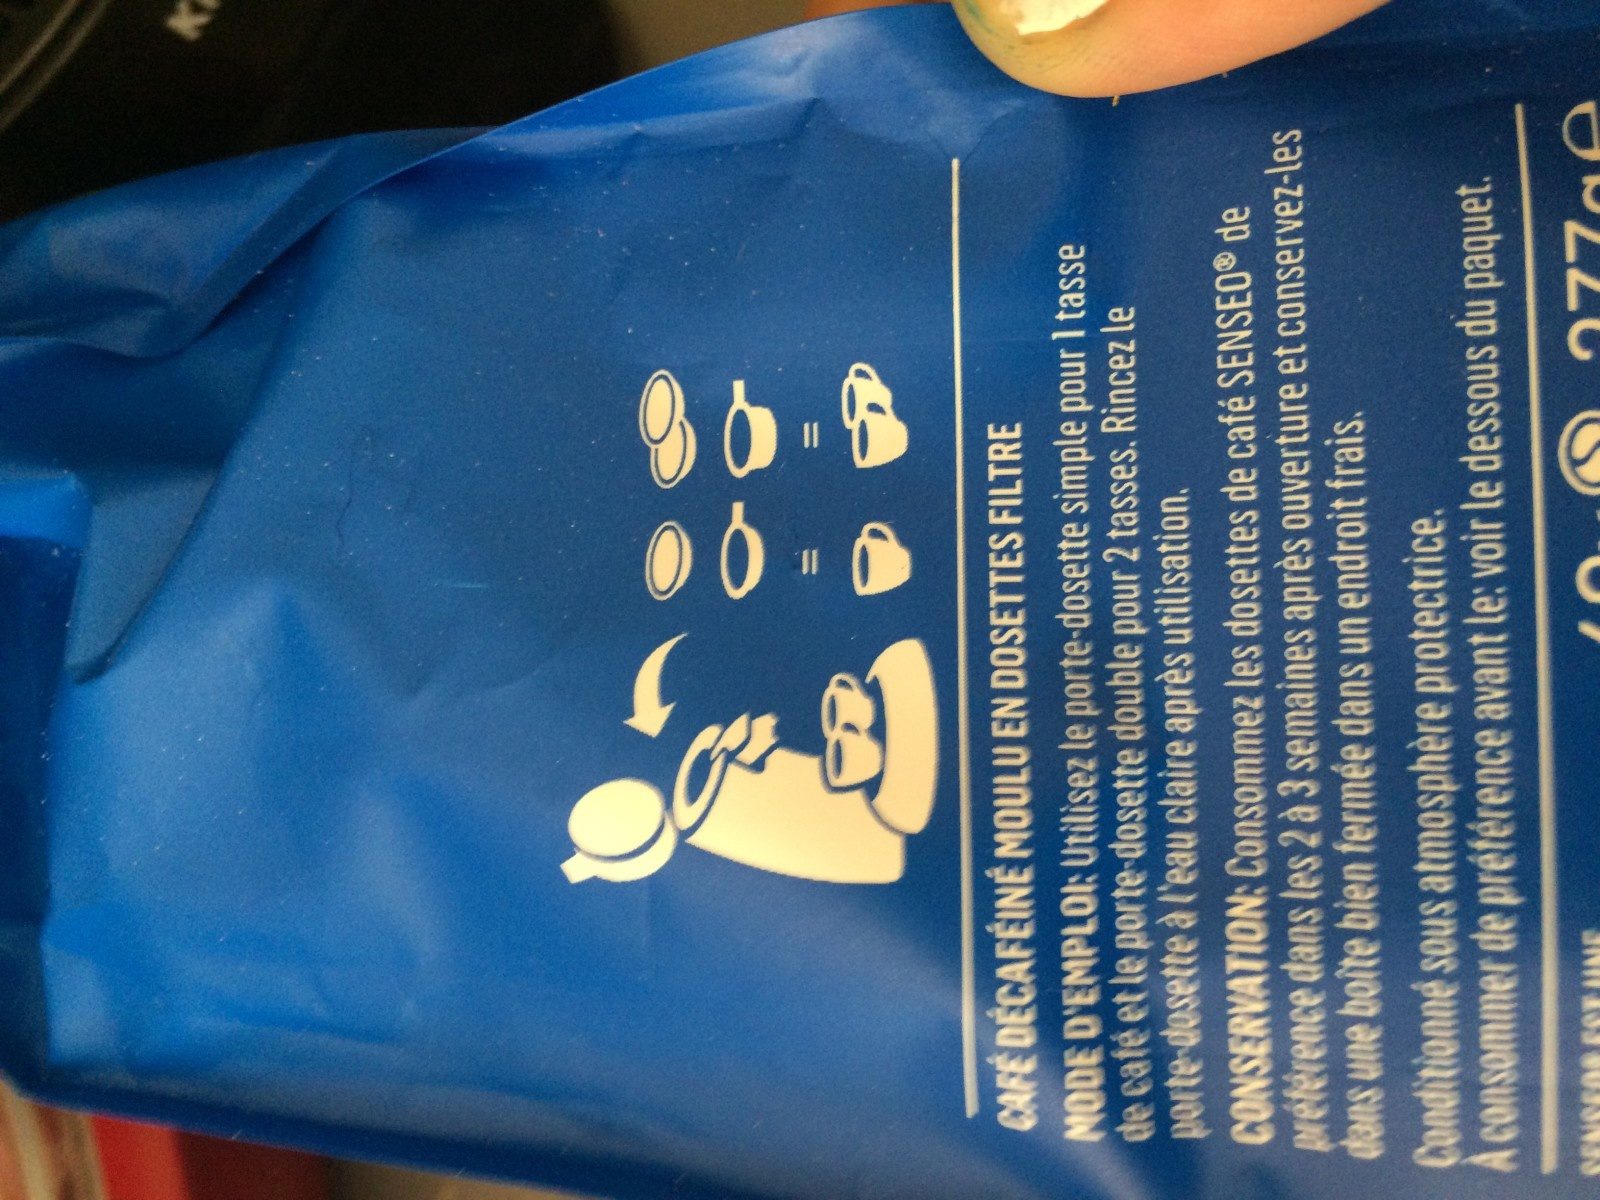 =
=
CAFÉ DÉCAFÉINÉ MOULU EN DOSETTES FILTRE
MODE D'EMPLOI: Utilisez le porte-dosette simple pour 1 tasse
de café et le porte-dosette double pour 2 tasses. Rincez le
porte-dosette à l'eau claire après utilisation.
CONSERVATION: Consommez les dosettes de café SENSEO® de
préférence dans les 2 à 3 semaines après ouverture et conservez-les
dans une boîte bien fermée dans un endroit frais.
Conditionné sous atmosphère protectrice.
À consommer de préférence avant le: voir le dessous du paquet.
277g e
SENSEO® EST UNE